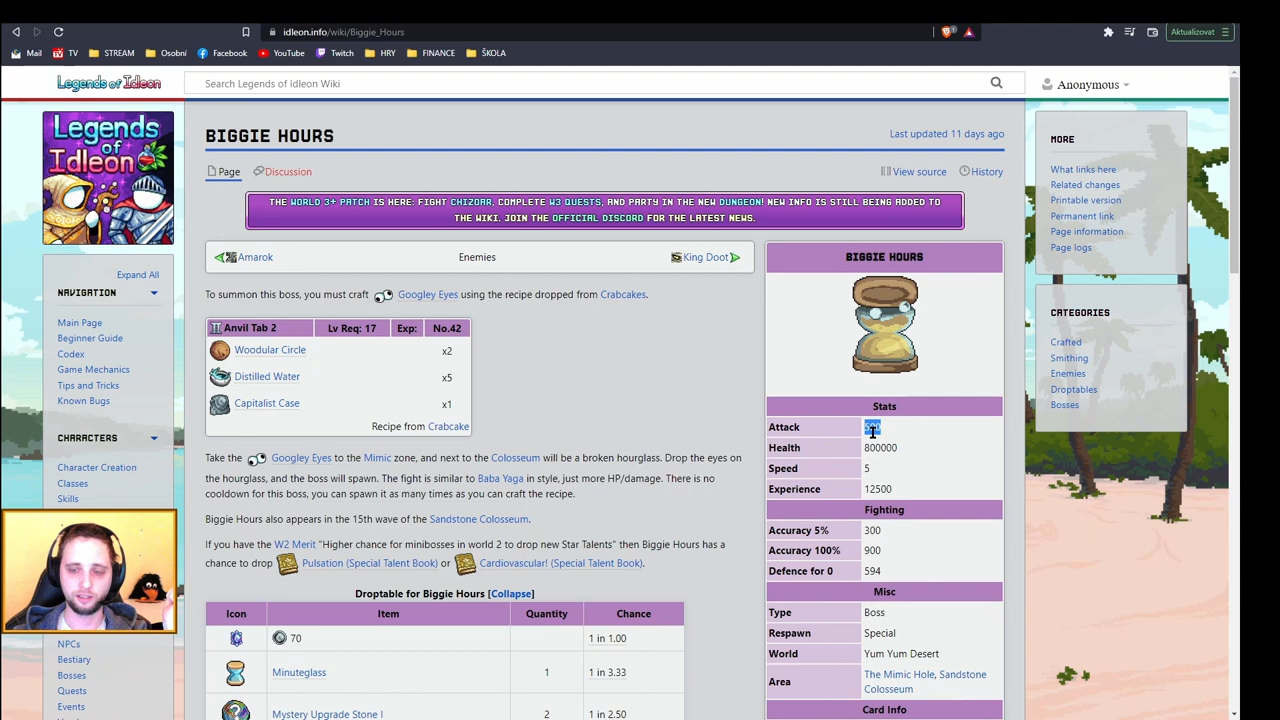 idleon.info/wiki/Biggie_Hours
1
Aktualizovat
Mail
TV
STREAM
Osobní
Facebook
YouTube
Twitch
HRY
FINANCE
ŠKOLA
Legends of Idleon
Search Legends of Idleon Wiki
Anonymous
Legends of Idleon
Expand All
NAVIGATION
Main Page
Beginner Guide
Codex
Game Mechanics
Tips and Tricks
Known Bugs
CHARACTERS
Character Creation
Classes
Skills
NPCs
Bestiary
Bosses
Quests
Events
BIGGIE HOURS
Last updated 11 days ago
Page
Discussion
View source
History
THE WORLD 3+ PATCH IS HERE: FIGHT CHIZOAR, COMPLETE W3 QUESTS, AND PARTY IN THE NEW DUNGEON! NEW INFO IS STILL BEING ADDED TO
THE WIKI. JOIN THE OFFICIAL DISCORD FOR THE LATEST NEWS.
Amarok
Enemies
King Doot
To summon this boss, you must craft Googley Eyes using the recipe dropped from Crabcakes.
Anvil Tab 2 Lv Req: 17 Exp: No.42
Woodular Circle x2
Distilled Water x5
Capitalist Case x1
Recipe from Crabcake
Take the Googley Eyes to the Mimic zone, and next to the Colosseum will be a broken hourglass. Drop the eyes on
the hourglass, and the boss will spawn. The fight is similar to Baba Yaga in style, just more HP/damage. There is no
cooldown for this boss, you can spawn it as many times as you can craft the recipe.
Biggie Hours also appears in the 15th wave of the Sandstone Colosseum.
If you have the W2 Merit "Higher chance for minibosses in world 2 to drop new Star Talents" then Biggie Hours has a
chance to drop Pulsation (Special Talent Book) or Cardiovascular! (Special Talent Book).
Droptable for Biggie Hours [Collapse]
Icon Item Quantity Chance
70 1 in 1.00
Minuteglass 1 1 in 3.33
Mystery Upgrade Stone I 2 1 in 2.50
BIGGIE HOURS
Stats
Attack
Health 800000
Speed 5
Experience 12500
Fighting
Accuracy 5% 300
Accuracy 100% 900
Defence for 0 594
Misc
Type Boss
Respawn Special
World Yum Yum Desert
Area The Mimic Hole, Sandstone
Colosseum
Card Info
MORE
What links here
Related changes
Printable version
Permanent link
Page information
Page logs
CATEGORIES
Crafted
Smithing
Enemies
Droptables
Bosses